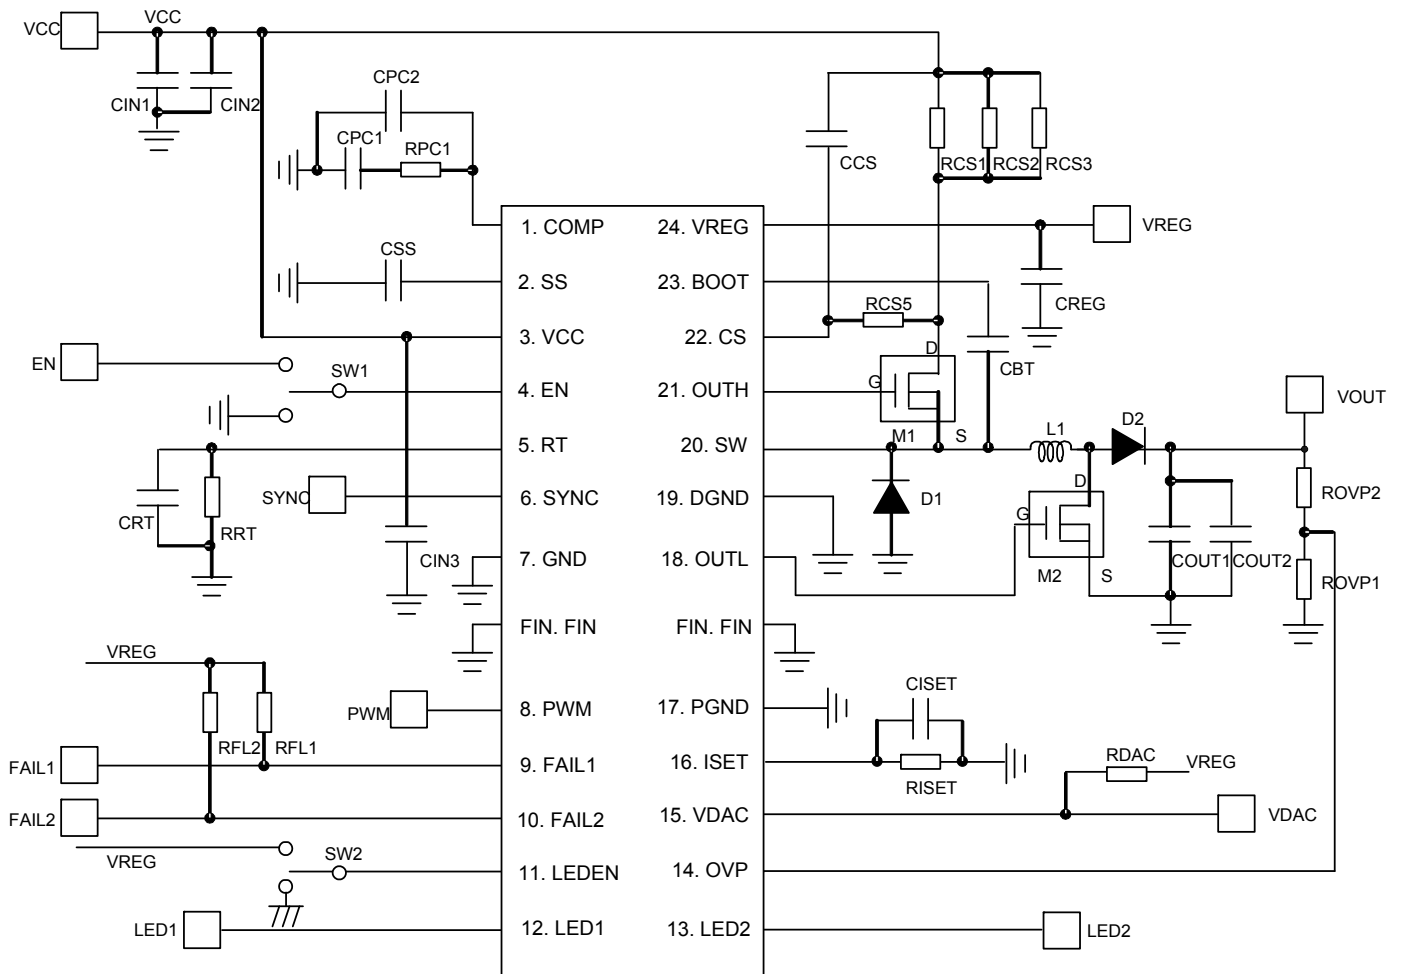 VCC
VCC
CIN1
CIN2
CPC2
CPC1
RPC1
CSS
CCS
RCS1
RCS2
RCS3
VREG
CREG
RCS5
CBT
D
G
M1
S
1. COMP
2. SS
3. VCC
4. EN
5. RT
6. SYNC
7. GND
FIN. FIN
8. PWM
9. FAIL1
10. FAIL2
11. LEDEN
12. LED1
24. VREG
23. BOOT
22. CS
21. OUTH
20. SW
19. DGND
18. OUTL
FIN. FIN
17. PGND
16. ISET
15. VDAC
14. OVP
13. LED2
EN
SW1
SYNC
CRT
RRT
CIN3
L1
D2
VOUT
D1
D
G
M2
S
COUT1
COUT2
ROVP2
ROVP1
VREG
RFL2
RFL1
PWM
FAIL1
FAIL2
VREG
SW2
LED1
CISET
RISET
RDAC
VREG
VDAC
LED2